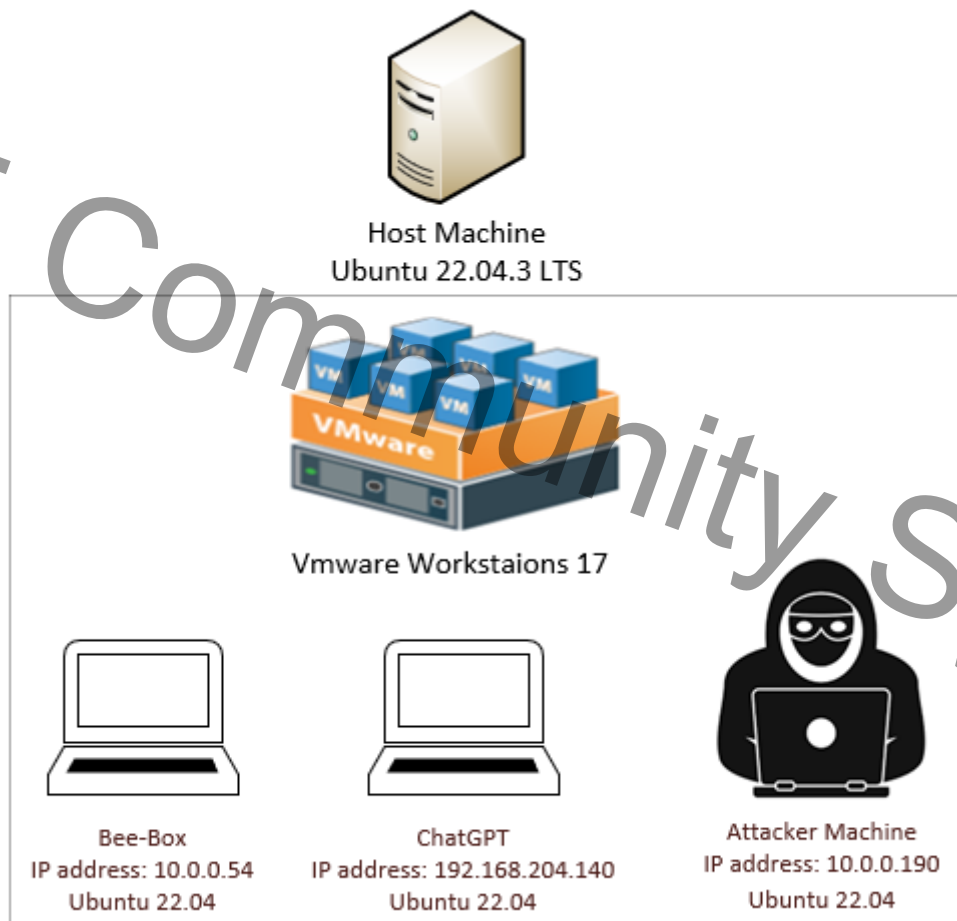 Host Machine
Ubuntu 22.04.3 LTS
VM
VM
VM
VM
VM
VM
VMware
Vmware Workstaions 17
Community
Bee-Box
IP address: 10.0.0.54
Ubuntu 22.04
ChatGPT
IP address: 192.168.204.140
Ubuntu 22.04
Attacker Machine
IP address: 10.0.0.190
Ubuntu 22.04